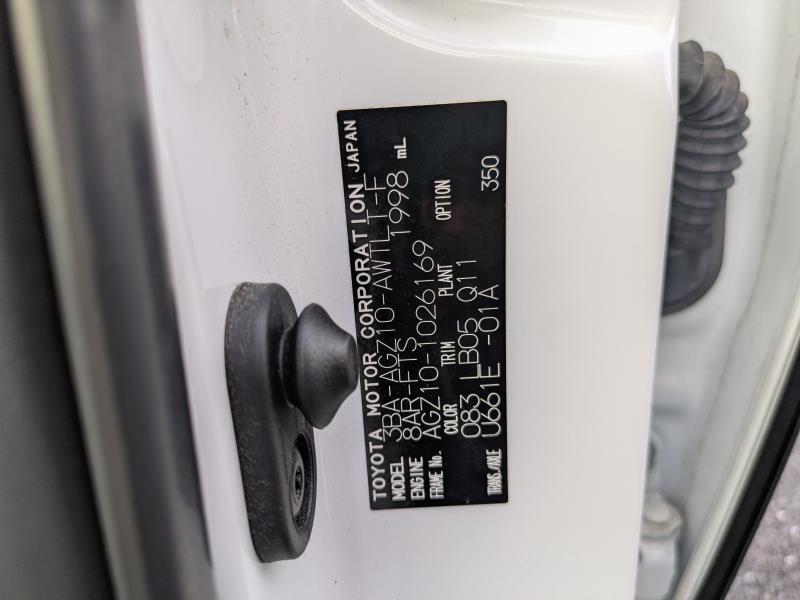 TOYOTA MOTOR CORPORATION JAPAN
MODEL 3BA-AGZ10-AWTLT-F
ENGINE 8AR-FTS 1998 mL
FRAME No. AGZ10-1026169
COLOR TRIM PLANT OPTION
083 LB05 Q11 350
TRANS./AXLE U661E -01A